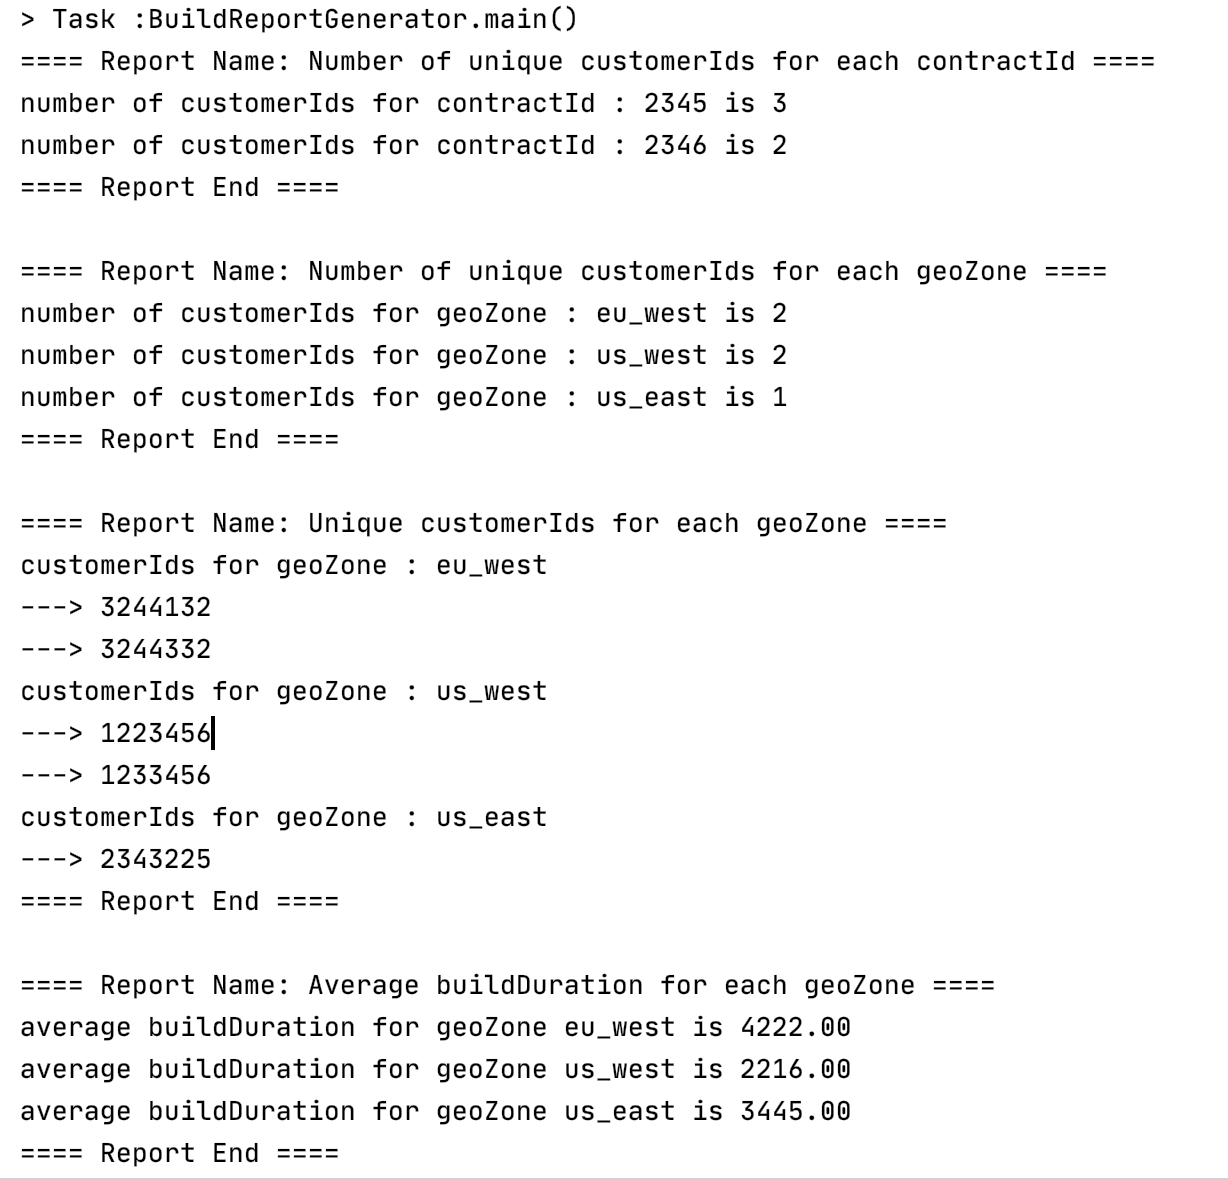 > Task :BuildReportGenerator.main()
==== Report Name: Number of unique customerIds for each contractId ====
number of customerIds for contractId : 2345 is 3
number of customerIds for contractId : 2346 is 2
==== Report End ====

==== Report Name: Number of unique customerIds for each geoZone ====
number of customerIds for geoZone : eu_west is 2
number of customerIds for geoZone : us_west is 2
number of customerIds for geoZone : us_east is 1
==== Report End ====

==== Report Name: Unique customerIds for each geoZone ====
customerIds for geoZone : eu_west
---> 3244132
---> 3244332
customerIds for geoZone : us_west
---> 1223456
---> 1233456
customerIds for geoZone : us_east
---> 2343225
==== Report End ====

==== Report Name: Average buildDuration for each geoZone ====
average buildDuration for geoZone eu_west is 4222.00
average buildDuration for geoZone us_west is 2216.00
average buildDuration for geoZone us_east is 3445.00
==== Report End ====